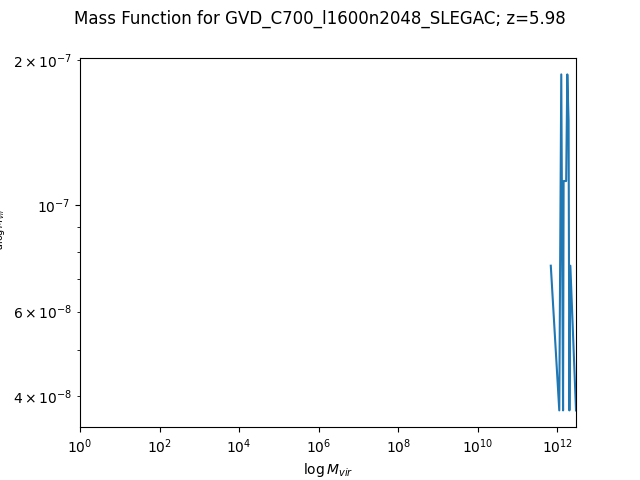 Mass Function for GVD_C700_l1600n2048_SLEGAC; z=5.98
2 × 10⁻⁷
10⁻⁷
6 × 10⁻⁸
4 × 10⁻⁸
10⁰ 10² 10⁴ 10⁶ 10⁸ 10¹⁰ 10¹²
log M_vir